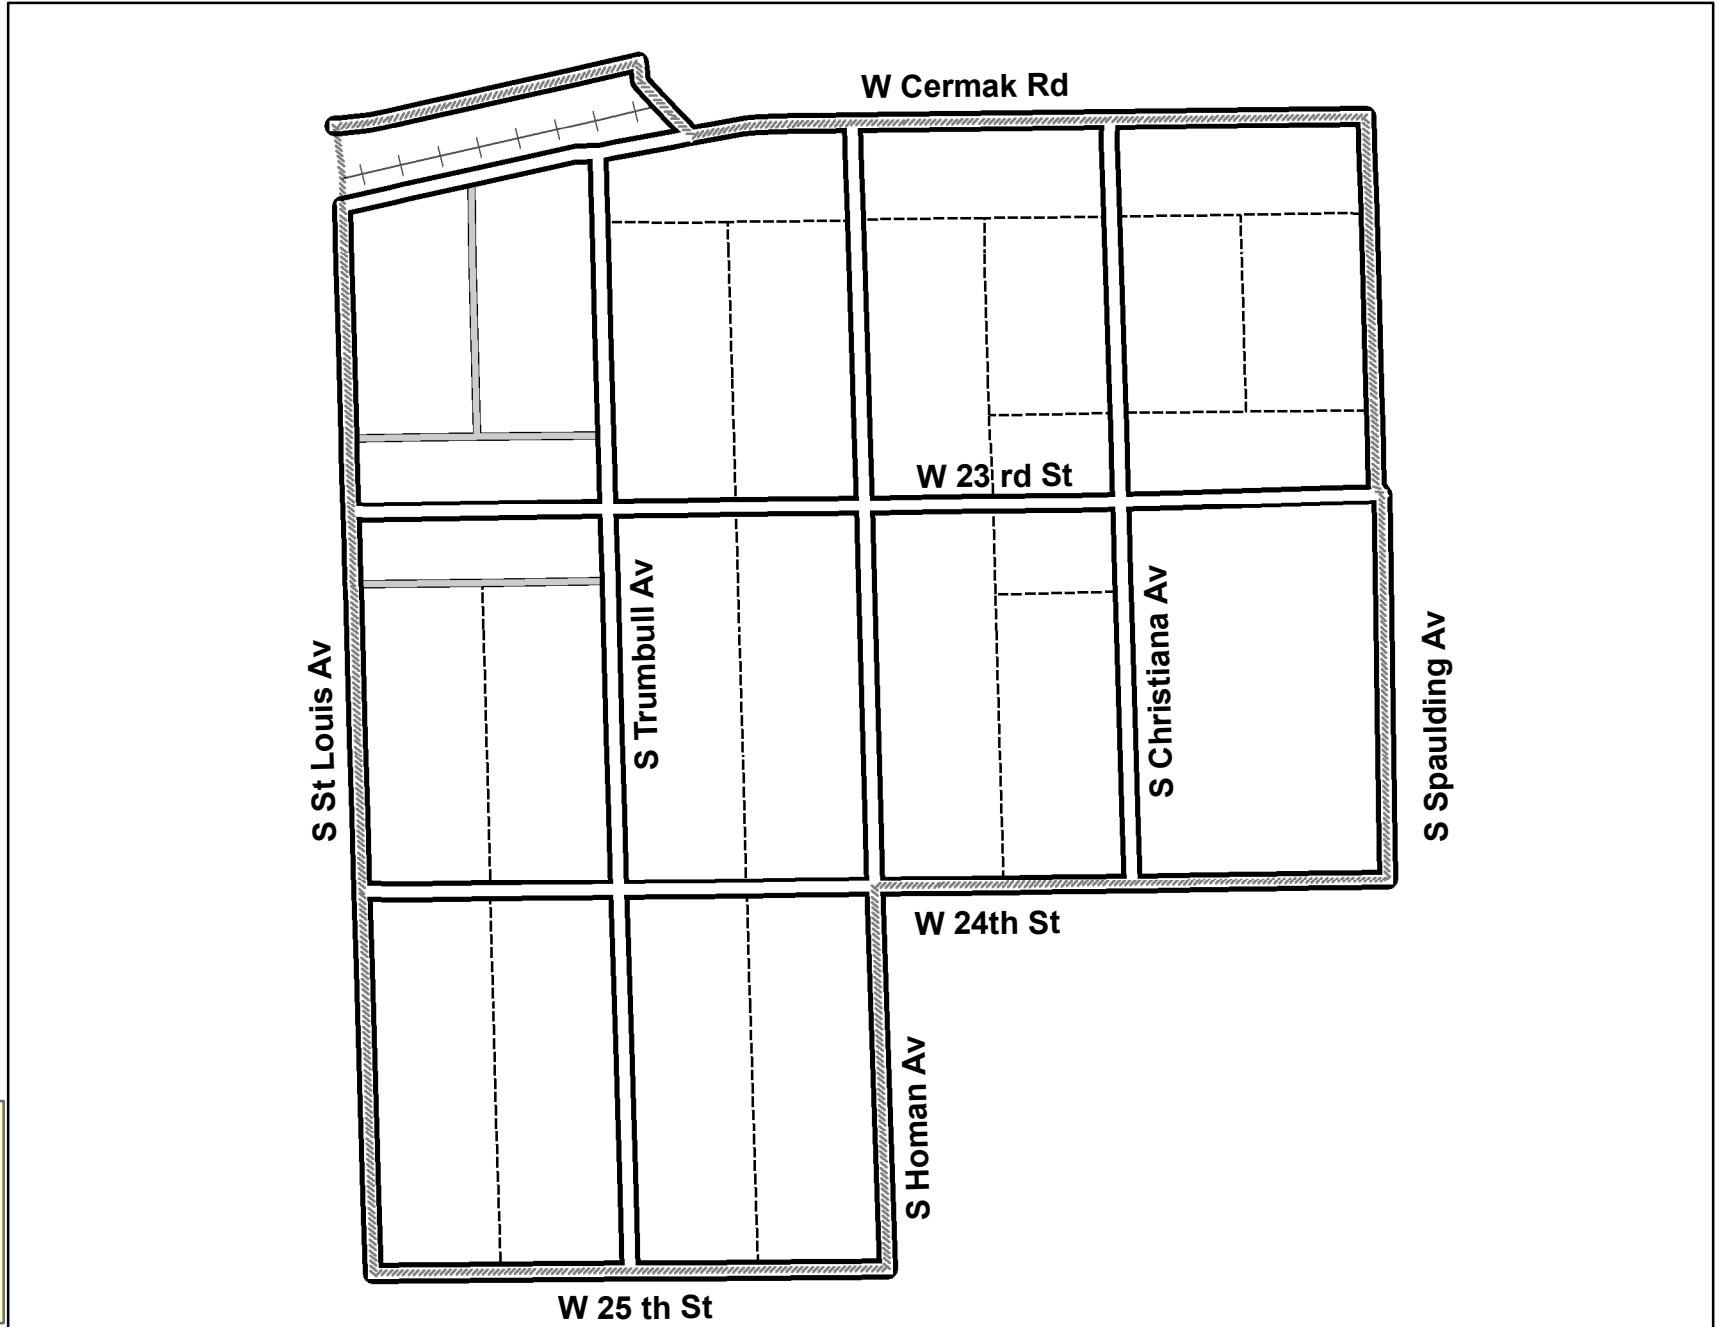 W Cermak Rd
W 23 rd St
S St Louis Av
S Trumbull Av
S Christiana Av
S Spaulding Av
W 24th St
S Homan Av
W 25 th St